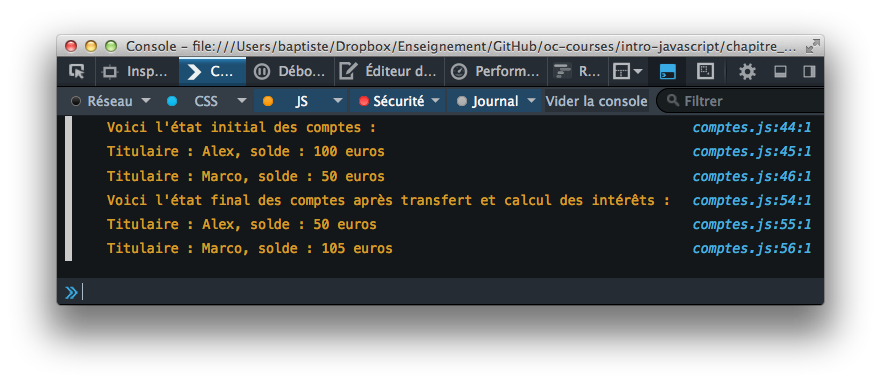 Console - file:///Users/baptiste/Dropbox/Enseignement/GitHub/oc-courses/intro-javascript/chapitre_...
Insp... C... Débo... Éditeur d... Perform... R...
Réseau CSS JS Sécurité Journal Vider la console Filtrer
Voici l'état initial des comptes : comptes.js:44:1
Titulaire : Alex, solde : 100 euros comptes.js:45:1
Titulaire : Marco, solde : 50 euros comptes.js:46:1
Voici l'état final des comptes après transfert et calcul des intérêts : comptes.js:54:1
Titulaire : Alex, solde : 50 euros comptes.js:55:1
Titulaire : Marco, solde : 105 euros comptes.js:56:1